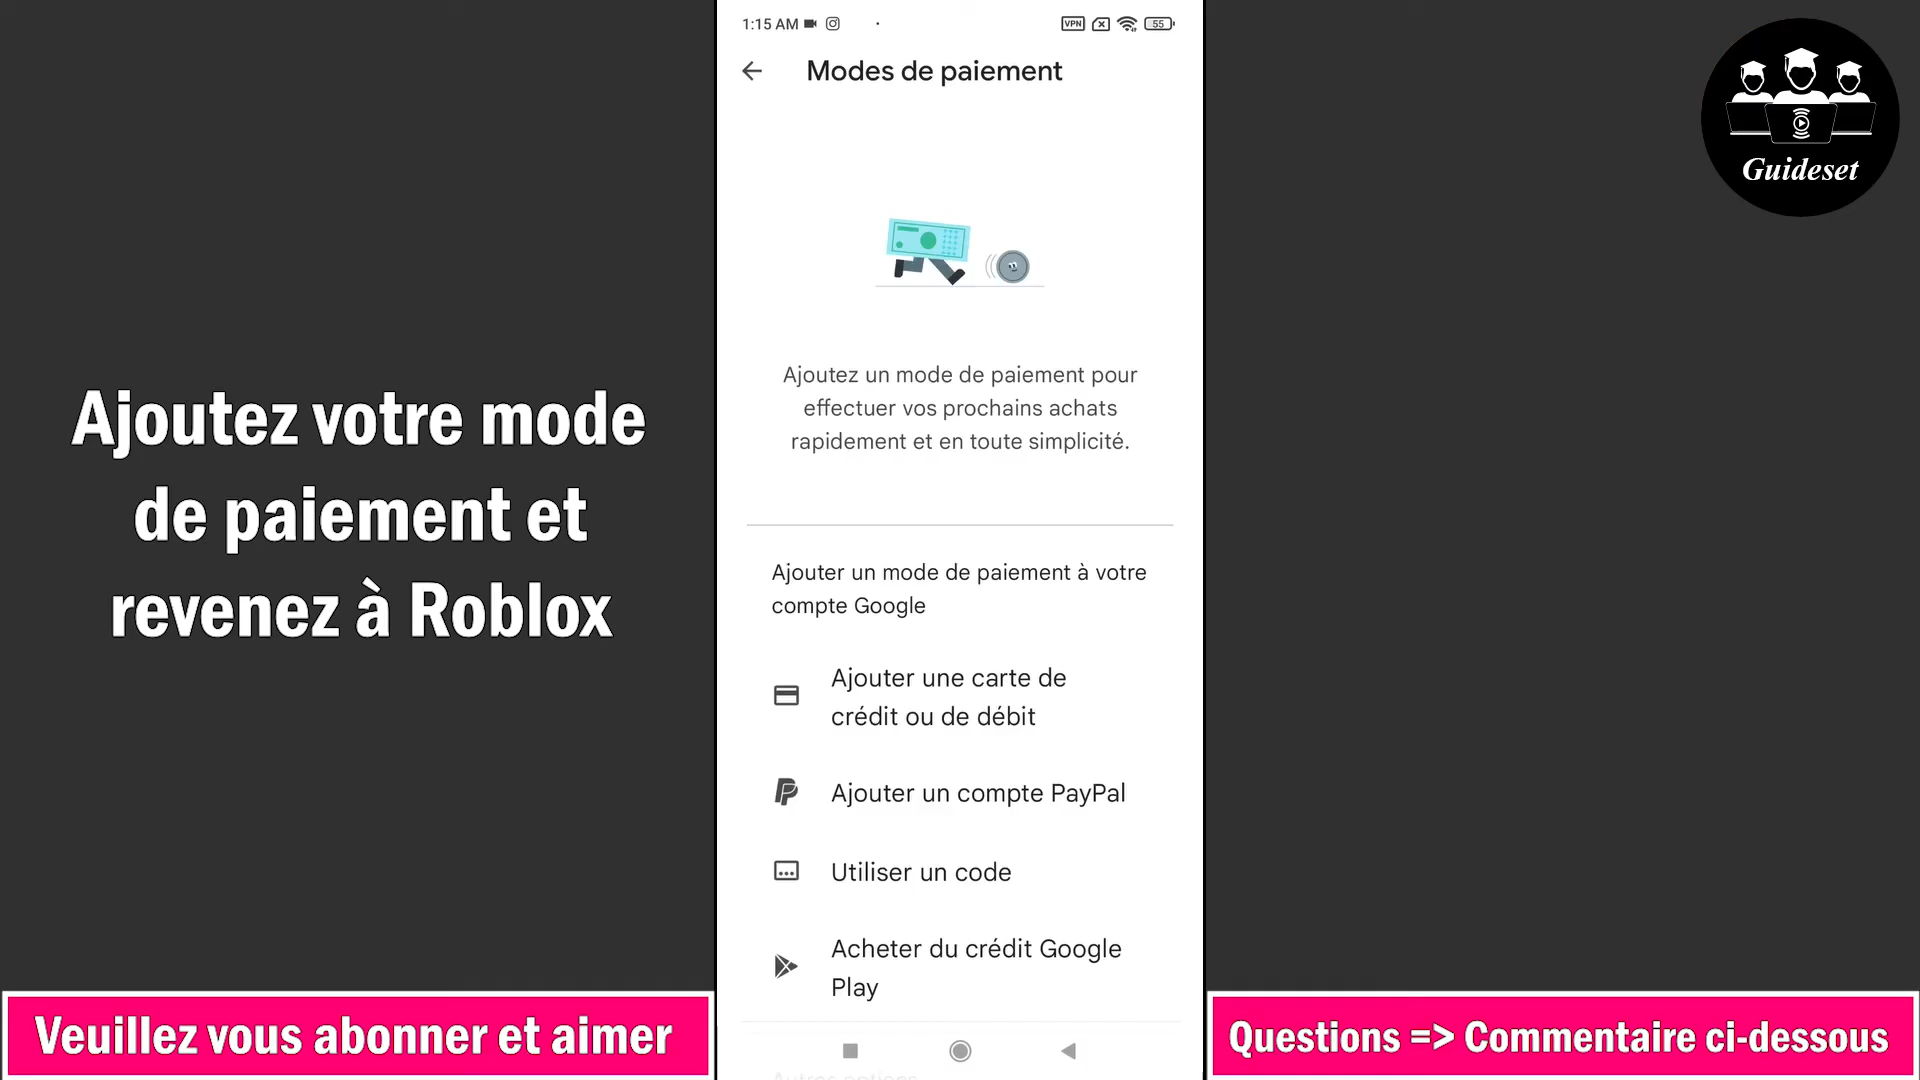 1:15 AM
VPN
55
Modes de paiement
Guideset
Ajoutez un mode de paiement pour
effectuer vos prochains achats
rapidement et en toute simplicité.
Ajoutez votre mode
de paiement et
revenez à Roblox
Ajouter un mode de paiement à votre
compte Google
Ajouter une carte de
crédit ou de débit
Ajouter un compte PayPal
Utiliser un code
Acheter du crédit Google
Play
Autres options
Veuillez vous abonner et aimer
Questions => Commentaire ci-dessous